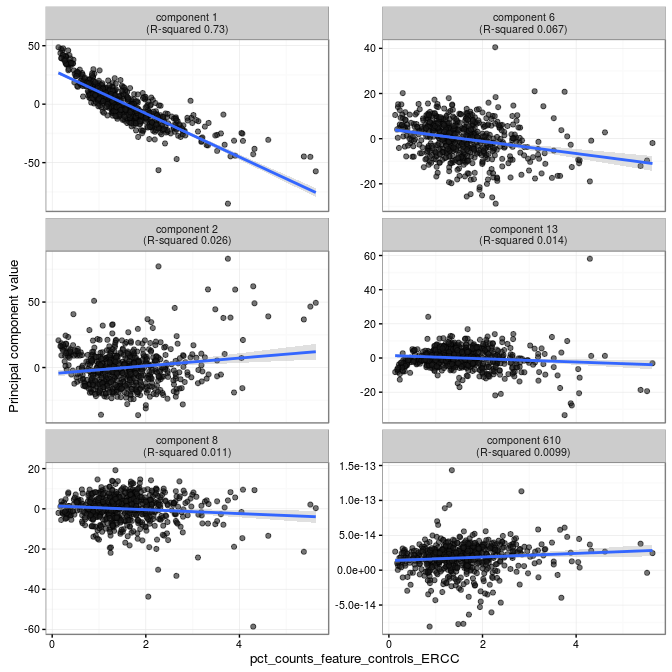 component 1
(R-squared 0.73)
component 6
(R-squared 0.067)
50
0
-50
40
20
0
-20
component 2
(R-squared 0.026)
component 13
(R-squared 0.014)
50
0
60
40
20
0
-20
component 8
(R-squared 0.011)
component 610
(R-squared 0.0099)
20
0
-20
-40
-60
1.5e-13
1.0e-13
5.0e-14
0.0e+00
-5.0e-14
0
2
4
0
2
4
Principal component value
pct_counts_feature_controls_ERCC